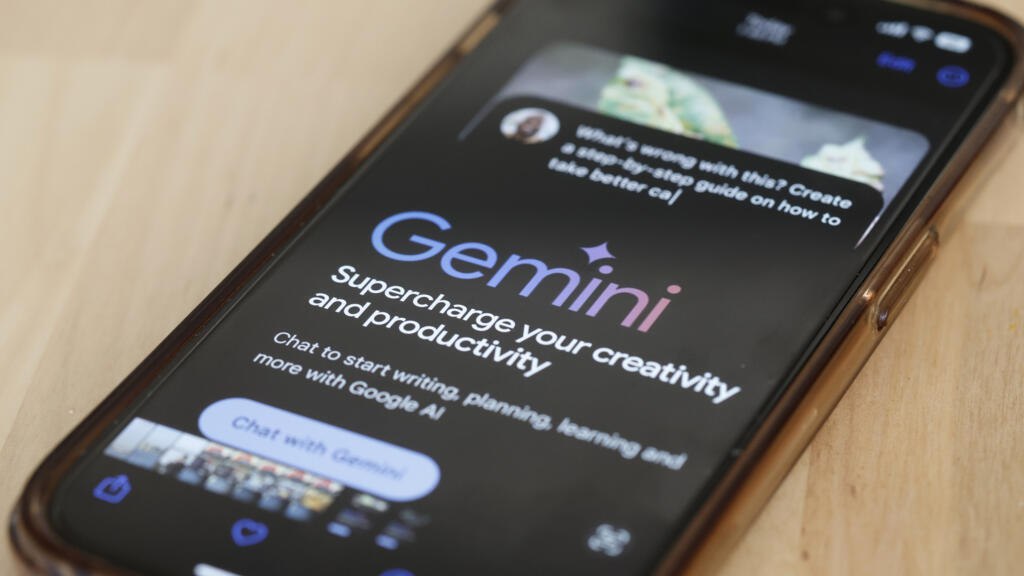 Edit
What's wrong with this? Create
a step-by-step guide on how to
take better ca
Gemini
Supercharge your creativity
and productivity
Chat to start writing, planning, learning and
more with Google AI
Chat with Gemini